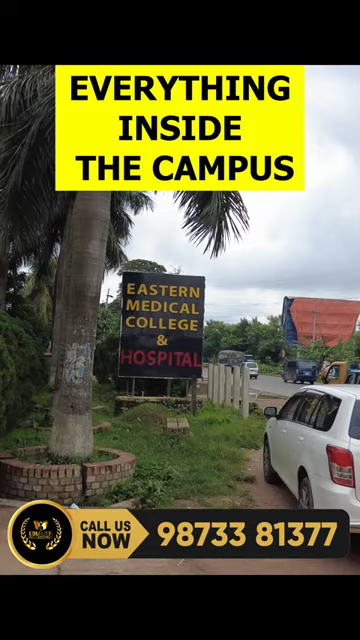 EVERYTHING
INSIDE
THE CAMPUS
EASTERN
MEDICAL
COLLEGE
&
HOSPITAL
CALL US
NOW
98733 81377